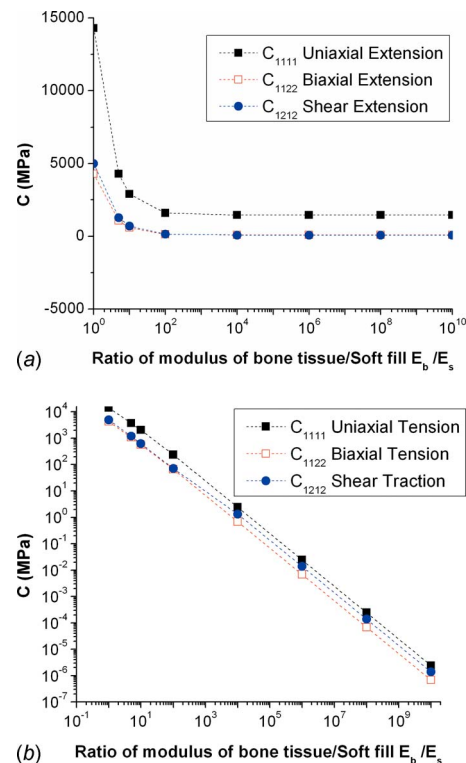 15000
C₁₁₁₁ Uniaxial Extension
C₁₁₂₂ Biaxial Extension
C₁₂₁₂ Shear Extension
10000
C (MPa)
5000
0
-5000
10⁰ 10² 10⁴ 10⁶ 10⁸ 10¹⁰
(a) Ratio of modulus of bone tissue/Soft fill E_b/E_s
10⁴
10³
10²
10¹
10⁰
10⁻¹
10⁻²
10⁻³
10⁻⁴
10⁻⁵
10⁻⁶
10⁻⁷
C₁₁₁₁ Uniaxial Tension
C₁₁₂₂ Biaxial Tension
C₁₂₁₂ Shear Traction
C (MPa)
10⁻¹ 10¹ 10³ 10⁵ 10⁷ 10⁹
(b) Ratio of modulus of bone tissue/Soft fill E_b/E_s